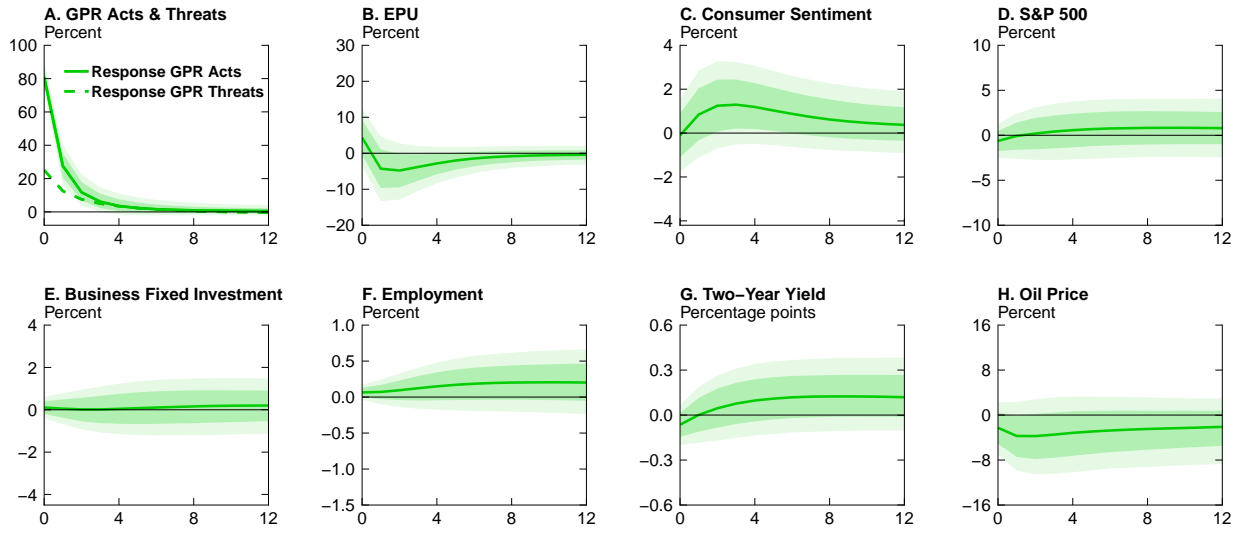 A. GPR Acts & Threats
Percent
100
80
60
40
20
0
Response GPR Acts
Response GPR Threats
0 4 8 12
B. EPU
Percent
30
20
10
0
−10
−20
0 4 8 12
C. Consumer Sentiment
Percent
4
2
0
−2
−4
0 4 8 12
D. S&P 500
Percent
10
5
0
−5
−10
0 4 8 12
E. Business Fixed Investment
Percent
4
2
0
−2
−4
0 4 8 12
F. Employment
Percent
1.0
0.5
0.0
−0.5
−1.0
−1.5
0 4 8 12
G. Two−Year Yield
Percentage points
0.6
0.3
0.0
−0.3
−0.6
0 4 8 12
H. Oil Price
Percent
16
8
0
−8
−16
0 4 8 12